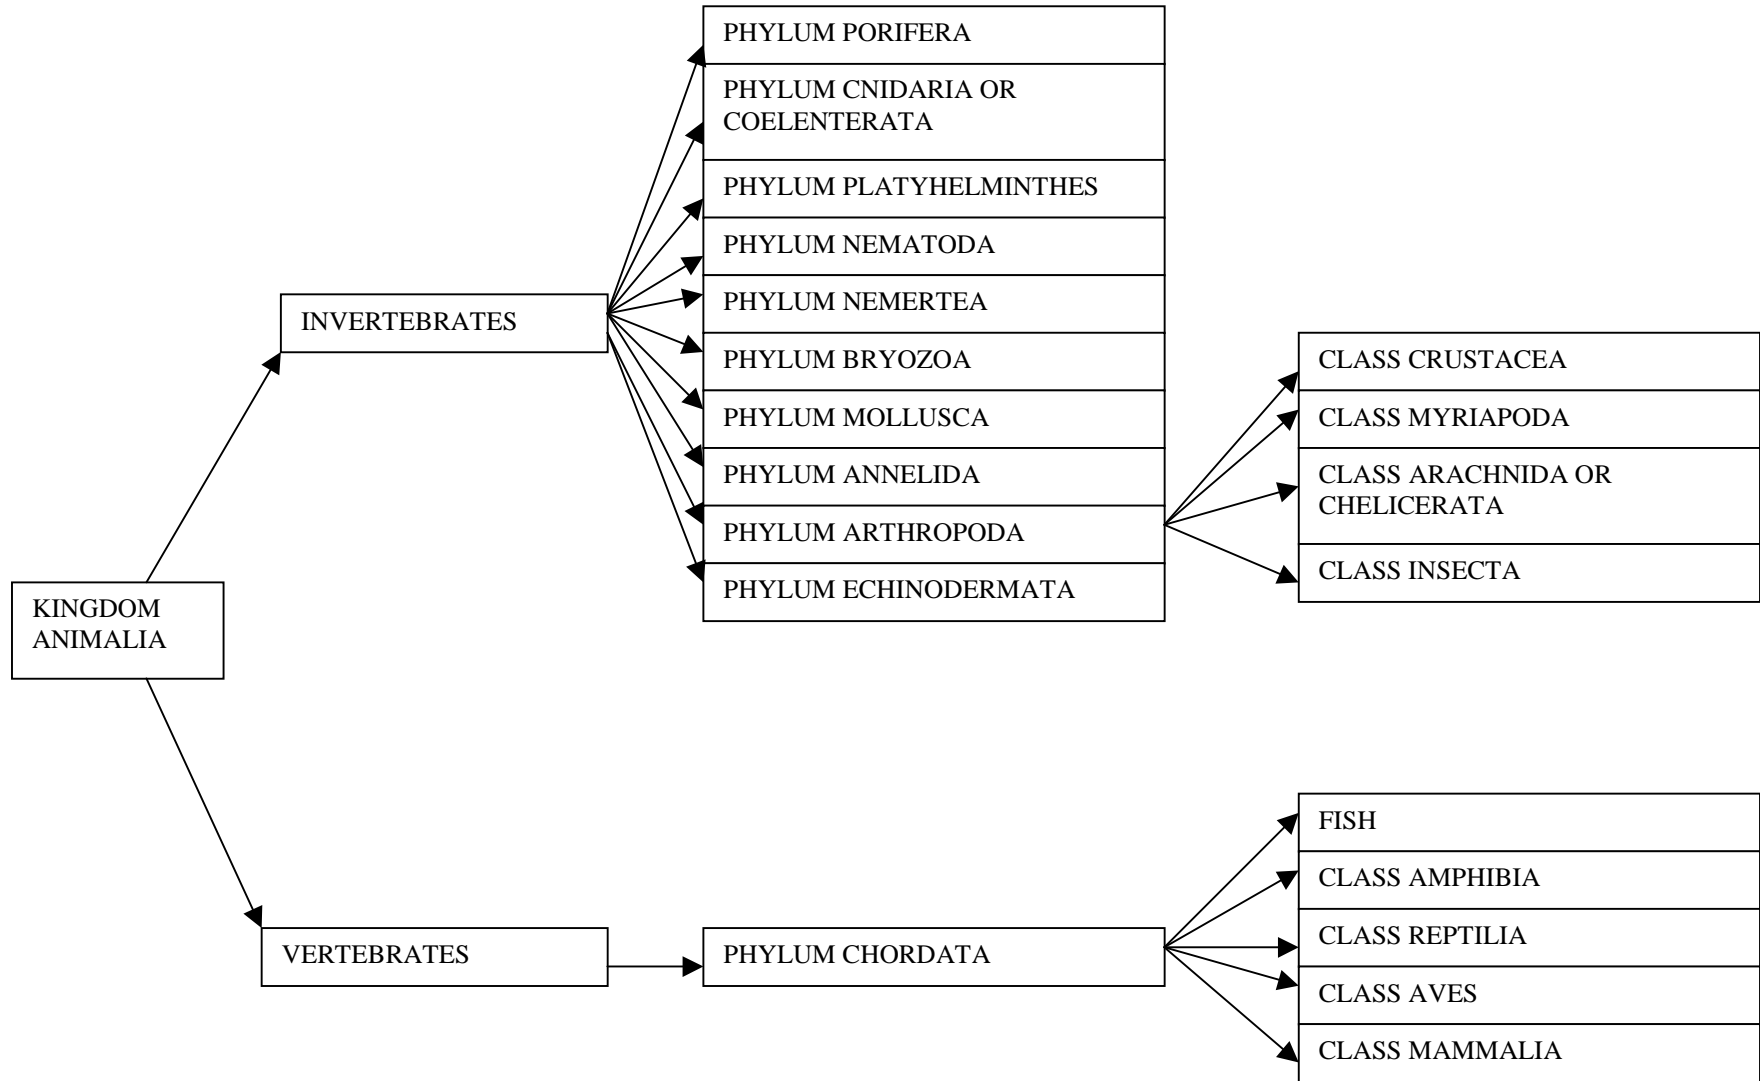 PHYLUM PORIFERA
PHYLUM CNIDARIA OR
COELENTERATA
PHYLUM PLATYHELMINTHES
PHYLUM NEMATODA
PHYLUM NEMERTEA
PHYLUM BRYOZOA
PHYLUM MOLLUSCA
PHYLUM ANNELIDA
PHYLUM ARTHROPODA
PHYLUM ECHINODERMATA
INVERTEBRATES
CLASS CRUSTACEA
CLASS MYRIAPODA
CLASS ARACHNIDA OR
CHELICERATA
CLASS INSECTA
KINGDOM
ANIMALIA
VERTEBRATES
PHYLUM CHORDATA
FISH
CLASS AMPHIBIA
CLASS REPTILIA
CLASS AVES
CLASS MAMMALIA